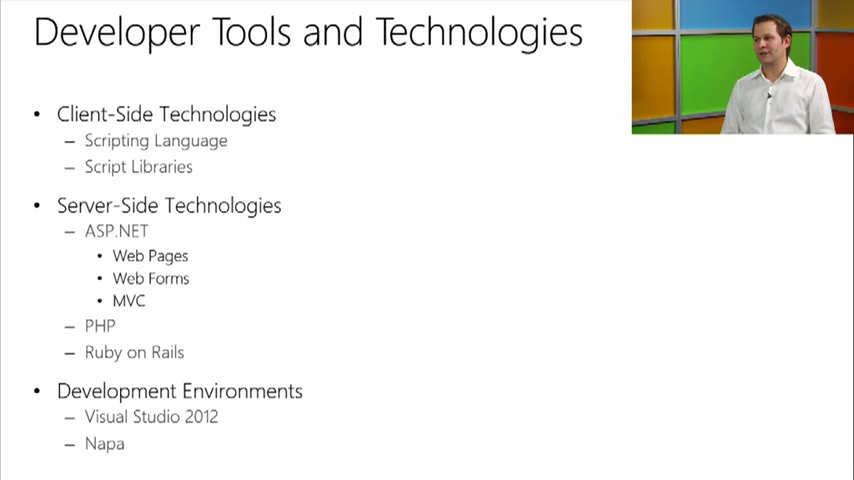 Developer Tools and Technologies
• Client-Side Technologies
– Scripting Language
– Script Libraries
• Server-Side Technologies
– ASP.NET
• Web Pages
• Web Forms
• MVC
– PHP
– Ruby on Rails
• Development Environments
– Visual Studio 2012
– Napa